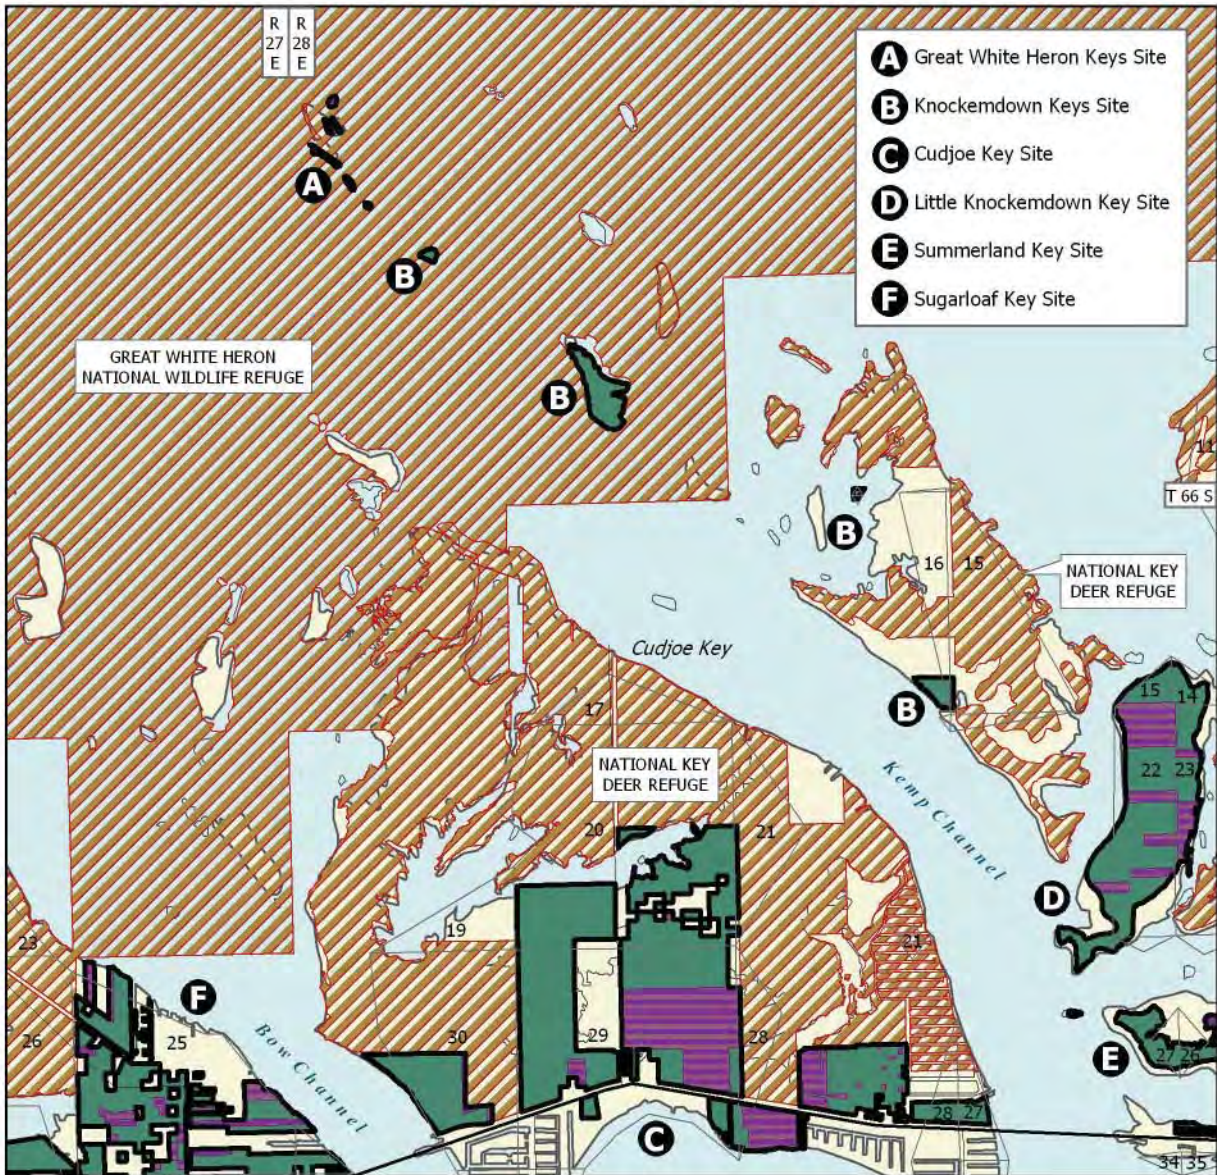 R
27
E
R
28
E
A Great White Heron Keys Site
B Knockemdown Keys Site
C Cudjoe Key Site
D Little Knockemdown Key Site
E Summerland Key Site
F Sugarloaf Key Site
A
B
GREAT WHITE HERON
NATIONAL WILDLIFE REFUGE
B
11
T 66 S
B
16
15
NATIONAL KEY
DEER REFUGE
Cudjoe Key
B
15
14
17
NATIONAL KEY
DEER REFUGE
Kemp Channel
22
23
20
21
D
19
23
21
F
Bow Channel
26
25
30
29
28
E
27
26
28
27
C
34
35